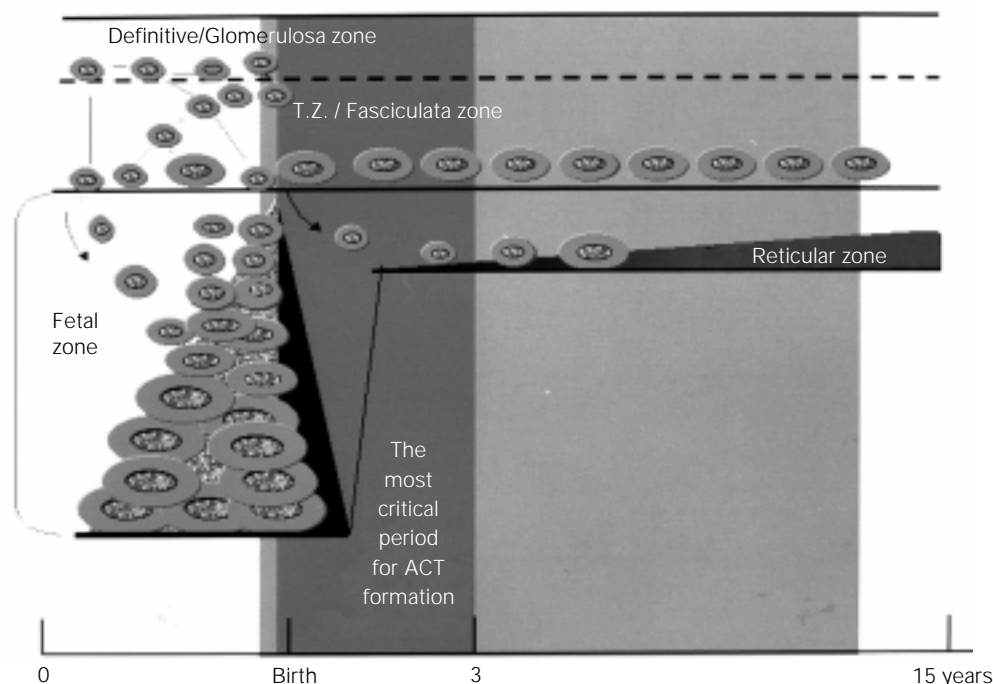 Definitive/Glomerulosa zone
T.Z. / Fasciculata zone
Reticular zone
Fetal
zone
The
most
critical
period
for ACT
formation
0 Birth 3 15 years